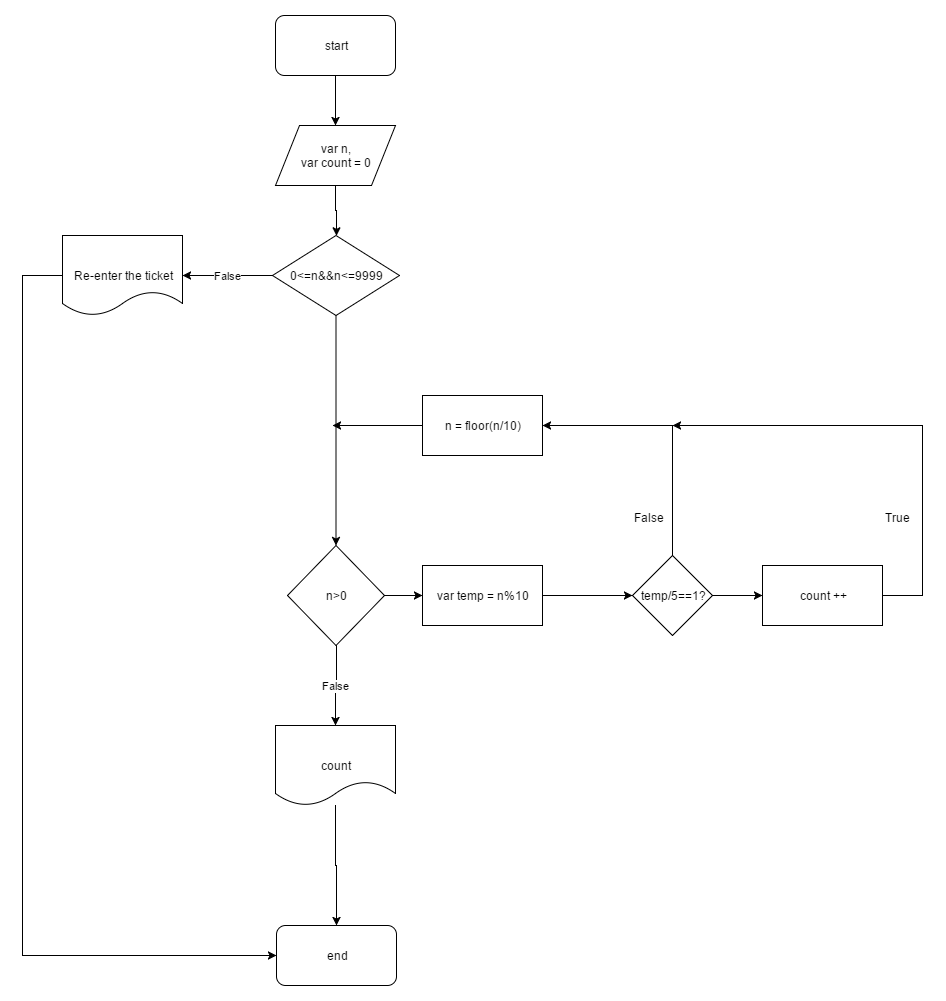 start
var n,
var count = 0
Re-enter the ticket
False
0<=n&&n<=9999
n = floor(n/10)
False
True
n>0
var temp = n%10
temp/5==1?
count ++
False
count
end